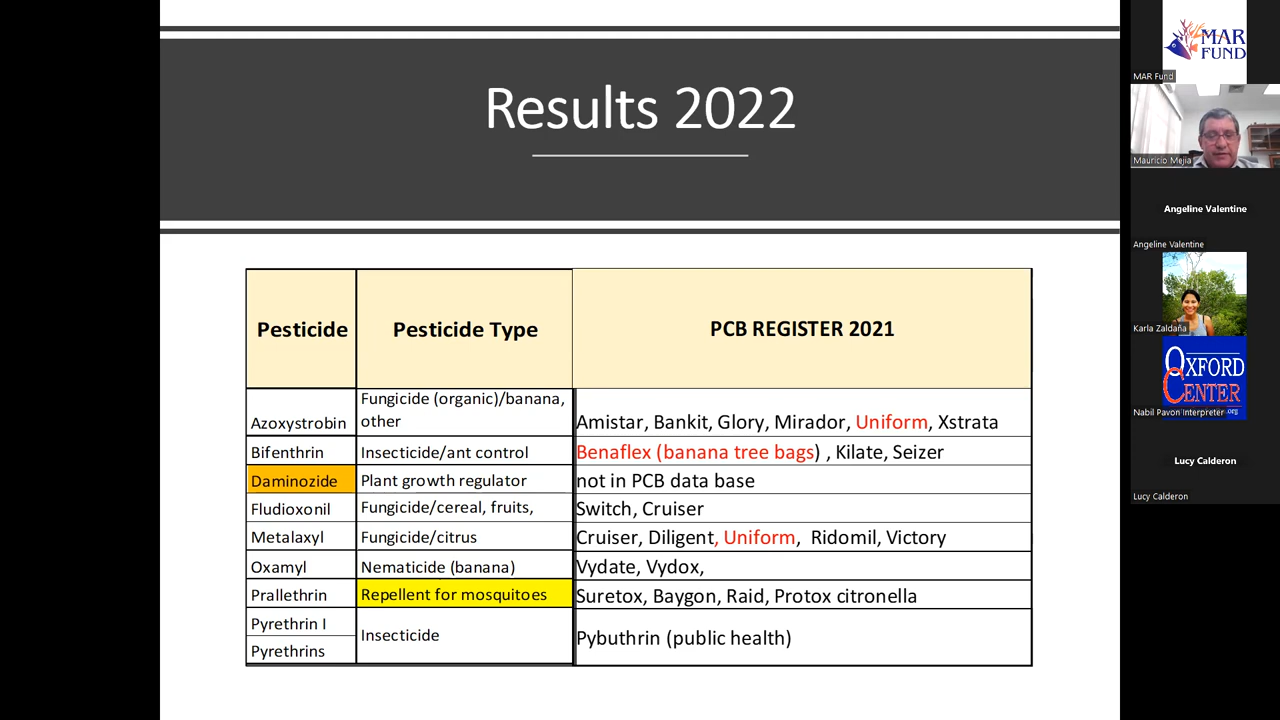 Results 2022
Pesticide
Pesticide Type
PCB REGISTER 2021
Azoxystrobin
Fungicide (organic)/banana,
other
Amistar, Bankit, Glory, Mirador, Uniform, Xstrata
Bifenthrin
Insecticide/ant control
Benaflex (banana tree bags) , Kilate, Seizer
Daminozide
Plant growth regulator
not in PCB data base
Fludioxonil
Fungicide/cereal, fruits,
Switch, Cruiser
Metalaxyl
Fungicide/citrus
Cruiser, Diligent, Uniform, Ridomil, Victory
Oxamyl
Nematicide (banana)
Vydate, Vydox,
Prallethrin
Repellent for mosquitoes
Suretox, Baygon, Raid, Protox citronella
Pyrethrin I
Pyrethrins
Insecticide
Pybuthrin (public health)
MAR
FUND
MAR Fund
Mauricio Mejia
Angeline Valentine
Angeline Valentine
Karla Zaldaña
OXFORD
CENTER
.org
Nabil Pavon Interpreter
Lucy Calderon
Lucy Calderon